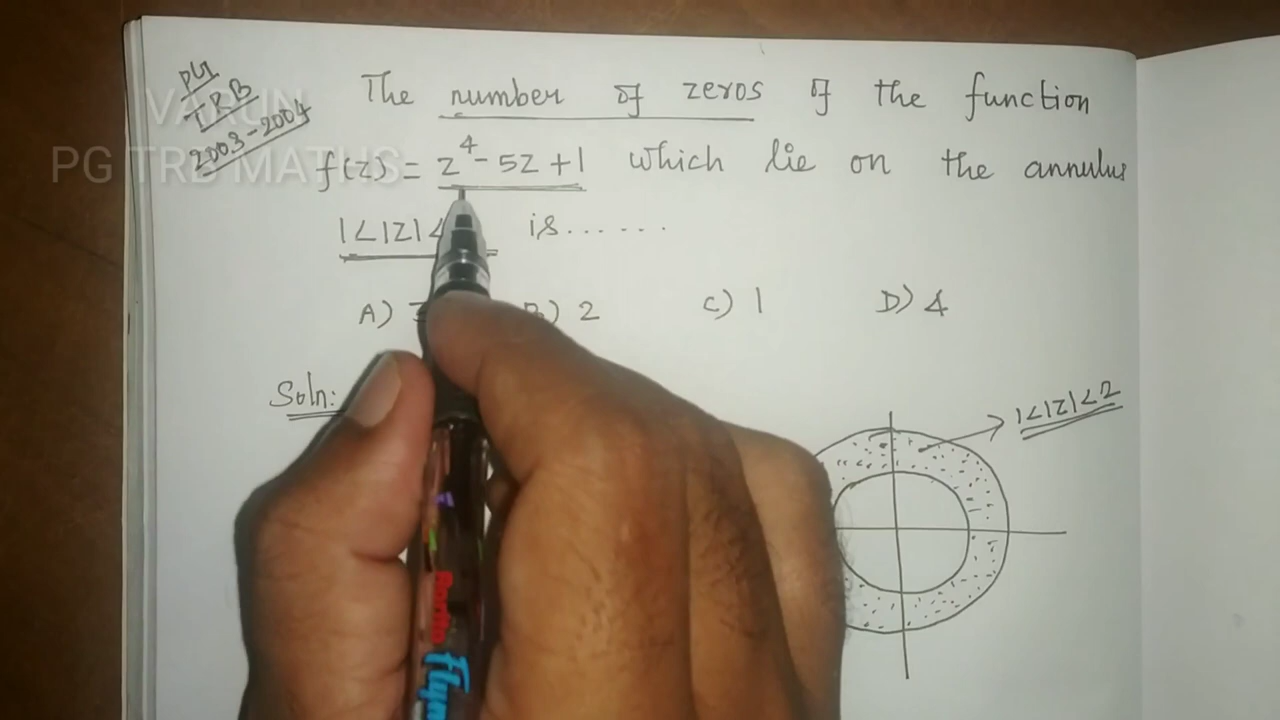 PG
TRB
2003-2004
VARUN
PG TRB MATHS
The number of zeros of the function
f(z) = z⁴ - 5z + 1 which lie on the annulus
1<|z|< is......
A) B) 2 C) 1 D) 4
Soln:
1<|z|<2
Flym